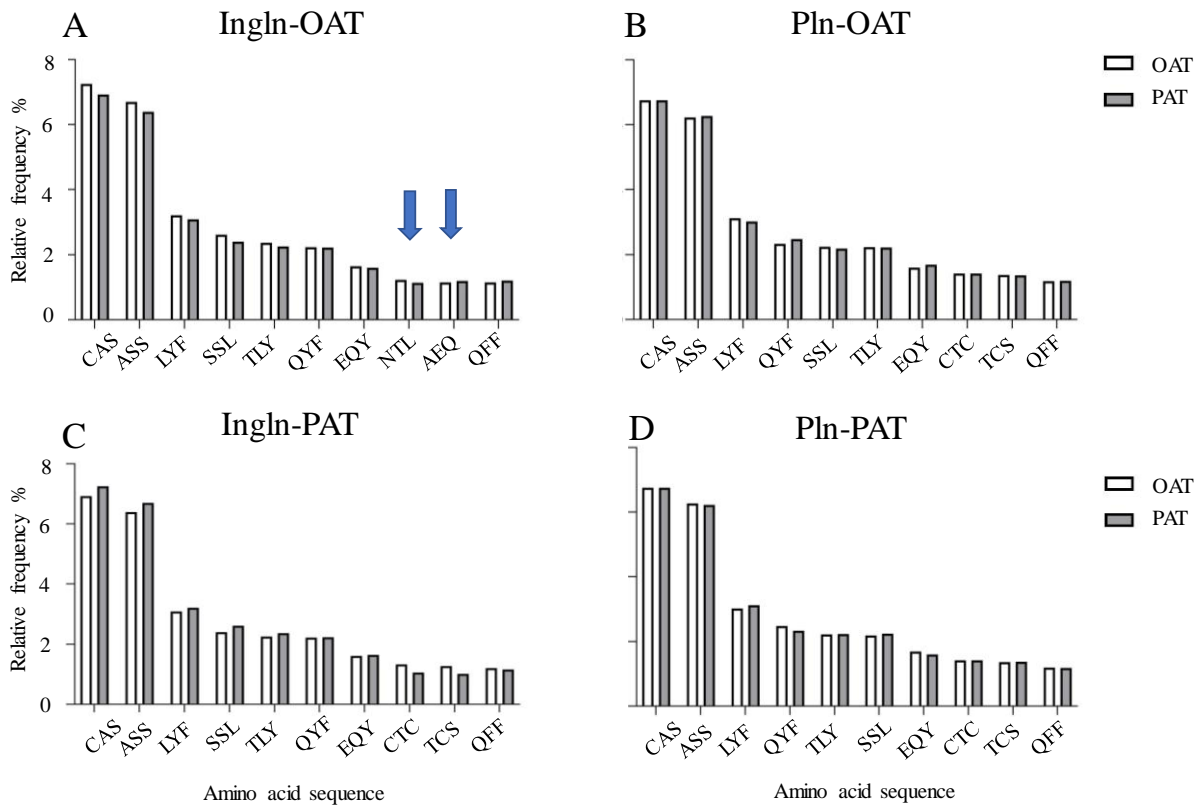 A
Ingln-OAT
Relative frequency %
8
6
4
2
0
CAS
ASS
LYF
SSL
TLY
QYF
EQY
NTL
AEQ
QFF
B
Pln-OAT
CAS
ASS
LYF
QYF
SSL
TLY
EQY
CTC
TCS
QFF
OAT
PAT
C
Ingln-PAT
Relative frequency %
8
6
4
2
0
CAS
ASS
LYF
SSL
TLY
QYF
EQY
CTC
TCS
QFF
Amino acid sequence
D
Pln-PAT
CAS
ASS
LYF
QYF
TLY
SSL
EQY
CTC
TCS
QFF
Amino acid sequence
OAT
PAT